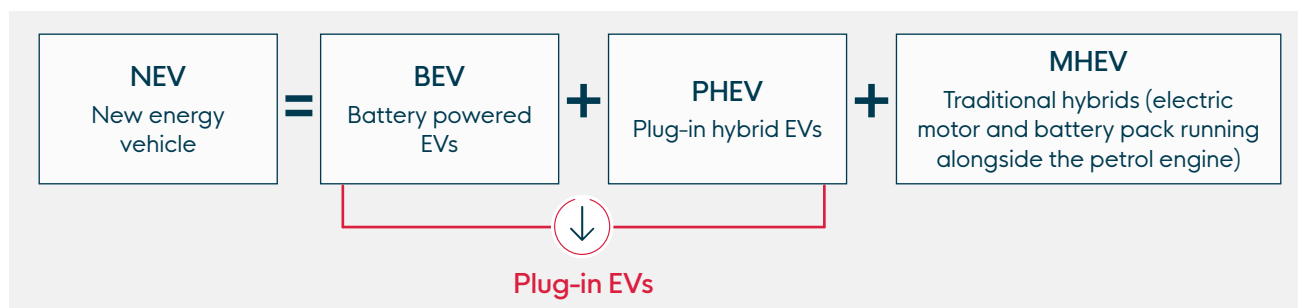 NEV
New energy
vehicle
=
BEV
Battery powered
EVs
+
PHEV
Plug-in hybrid EVs
+
MHEV
Traditional hybrids (electric
motor and battery pack running
alongside the petrol engine)
Plug-in EVs